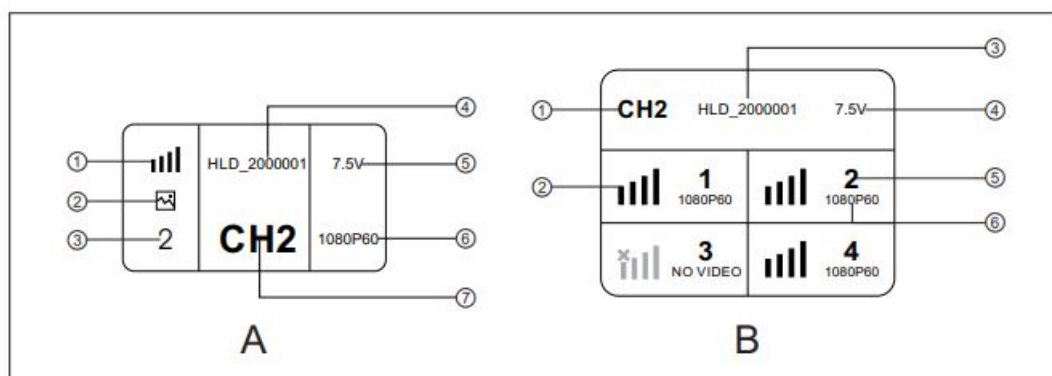 ③
④
① CH2 HLD_2000001 7.5V ④
① HLD_2000001 7.5V ⑤
② 1 2 ⑤
1080P60 1080P60
②
③ 2 CH2 1080P60 ⑥
⑥
3 4
NO VIDEO 1080P60
⑦
A B